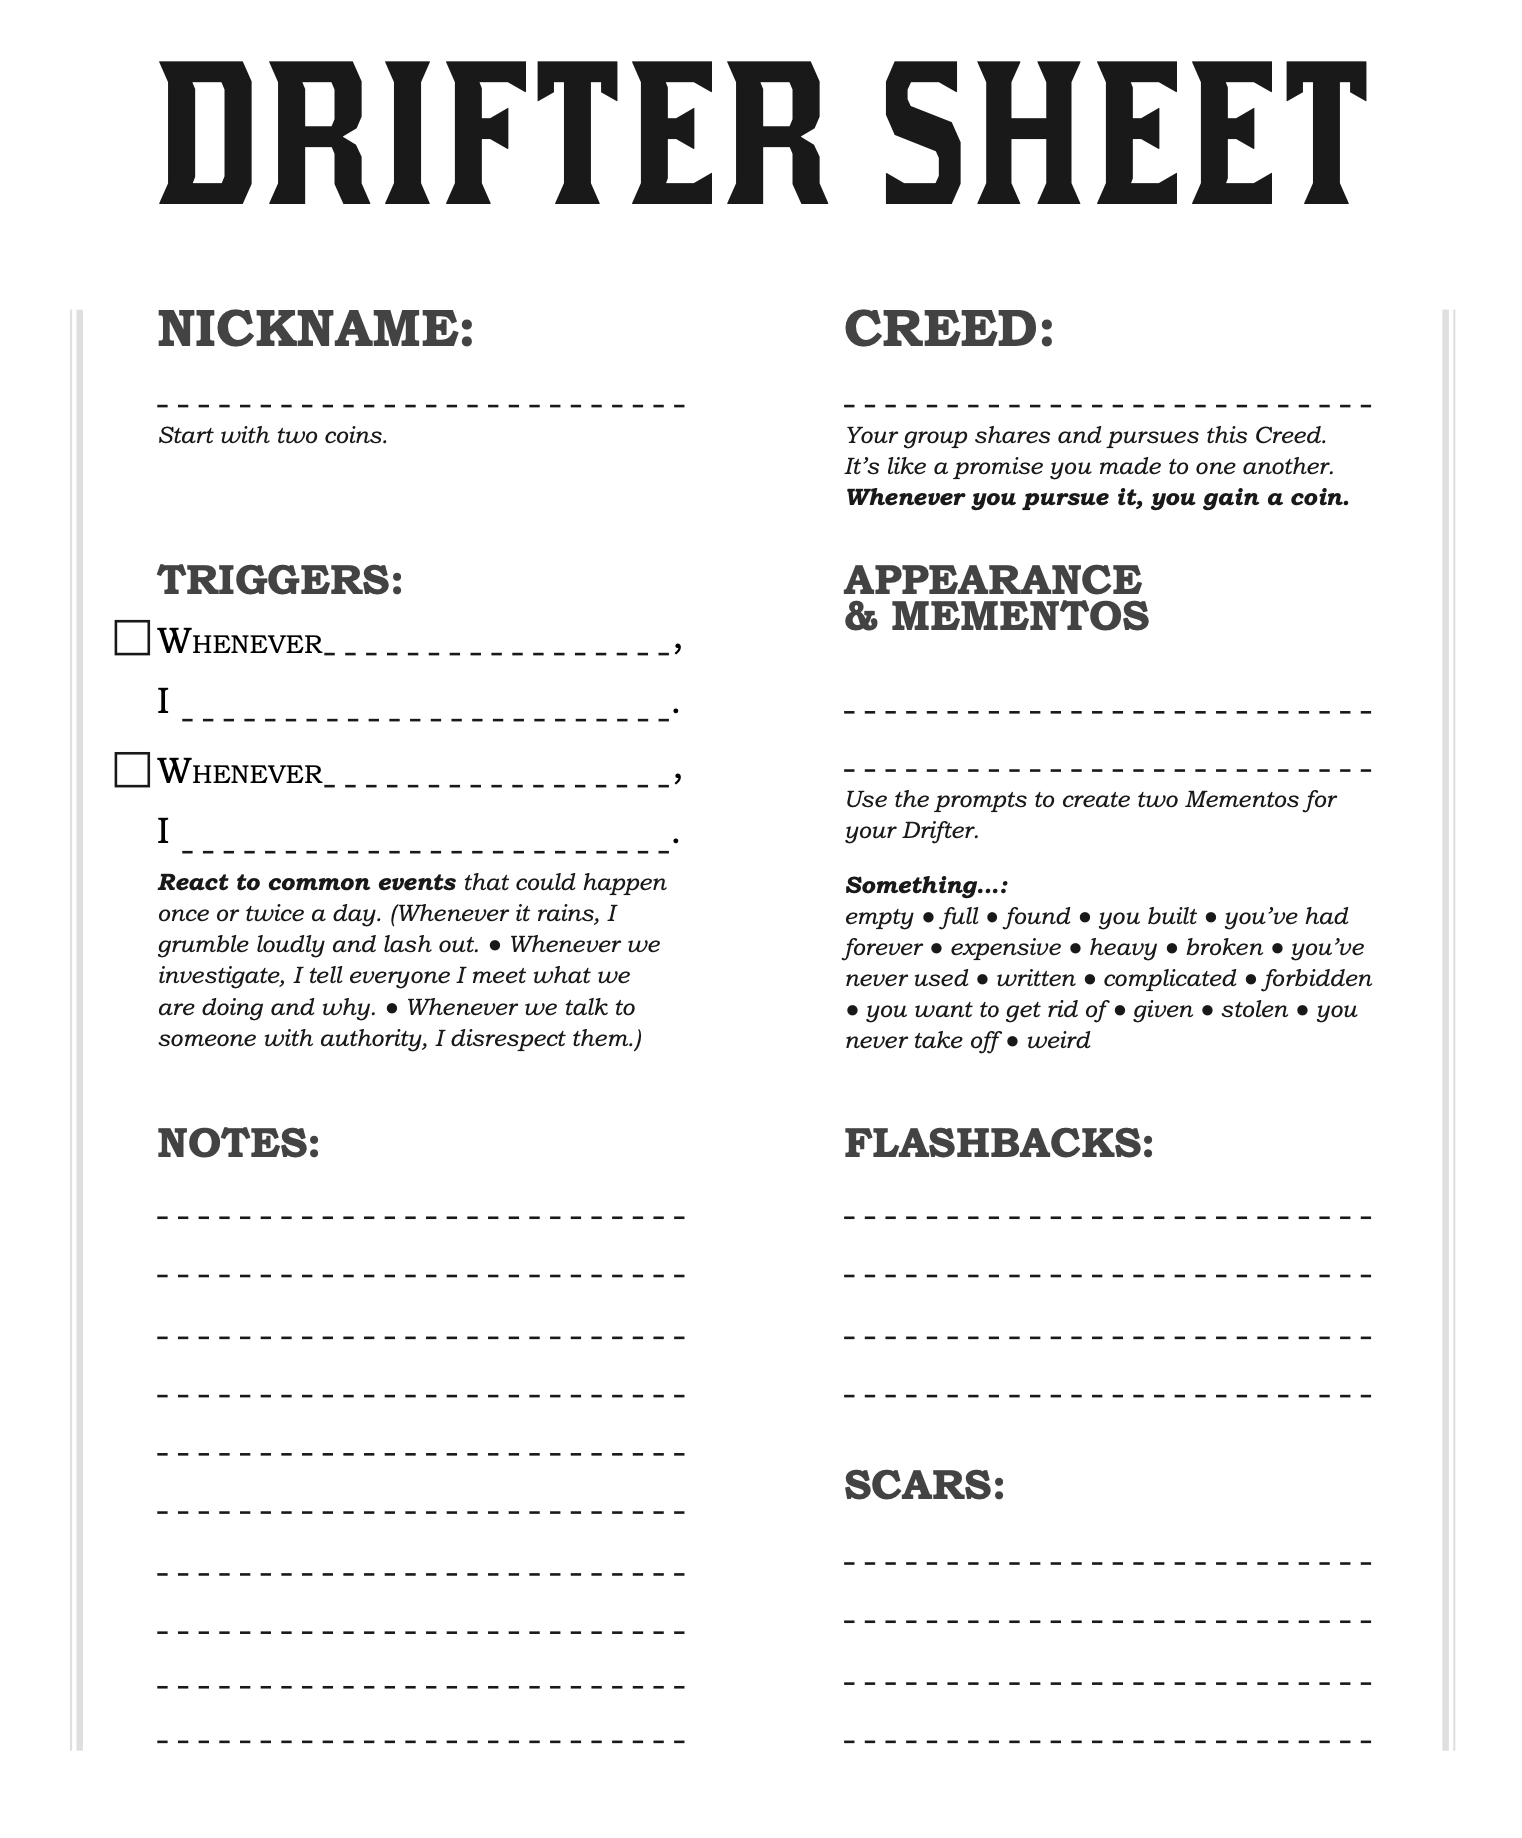 DRIFTER SHEET
NICKNAME:
Start with two coins.
TRIGGERS:
WHENEVER_ _ _ _ _ _ _ _ _ _ _ _ _ _ _ _ _,
I _ _ _ _ _ _ _ _ _ _ _ _ _ _ _ _ _ _ _ _ _ _ _ _.
WHENEVER_ _ _ _ _ _ _ _ _ _ _ _ _ _ _ _ _,
I _ _ _ _ _ _ _ _ _ _ _ _ _ _ _ _ _ _ _ _ _ _ _ _.
React to common events that could happen
once or twice a day. (Whenever it rains, I
grumble loudly and lash out. ● Whenever we
investigate, I tell everyone I meet what we
are doing and why. ● Whenever we talk to
someone with authority, I disrespect them.)
NOTES:
CREED:
Your group shares and pursues this Creed.
It’s like a promise you made to one another.
Whenever you pursue it, you gain a coin.
APPEARANCE
& MEMENTOS
Use the prompts to create two Mementos for
your Drifter.
Something...:
empty ● full ● found ● you built ● you’ve had
forever ● expensive ● heavy ● broken ● you’ve
never used ● written ● complicated ● forbidden
● you want to get rid of ● given ● stolen ● you
never take off ● weird
FLASHBACKS:
SCARS: